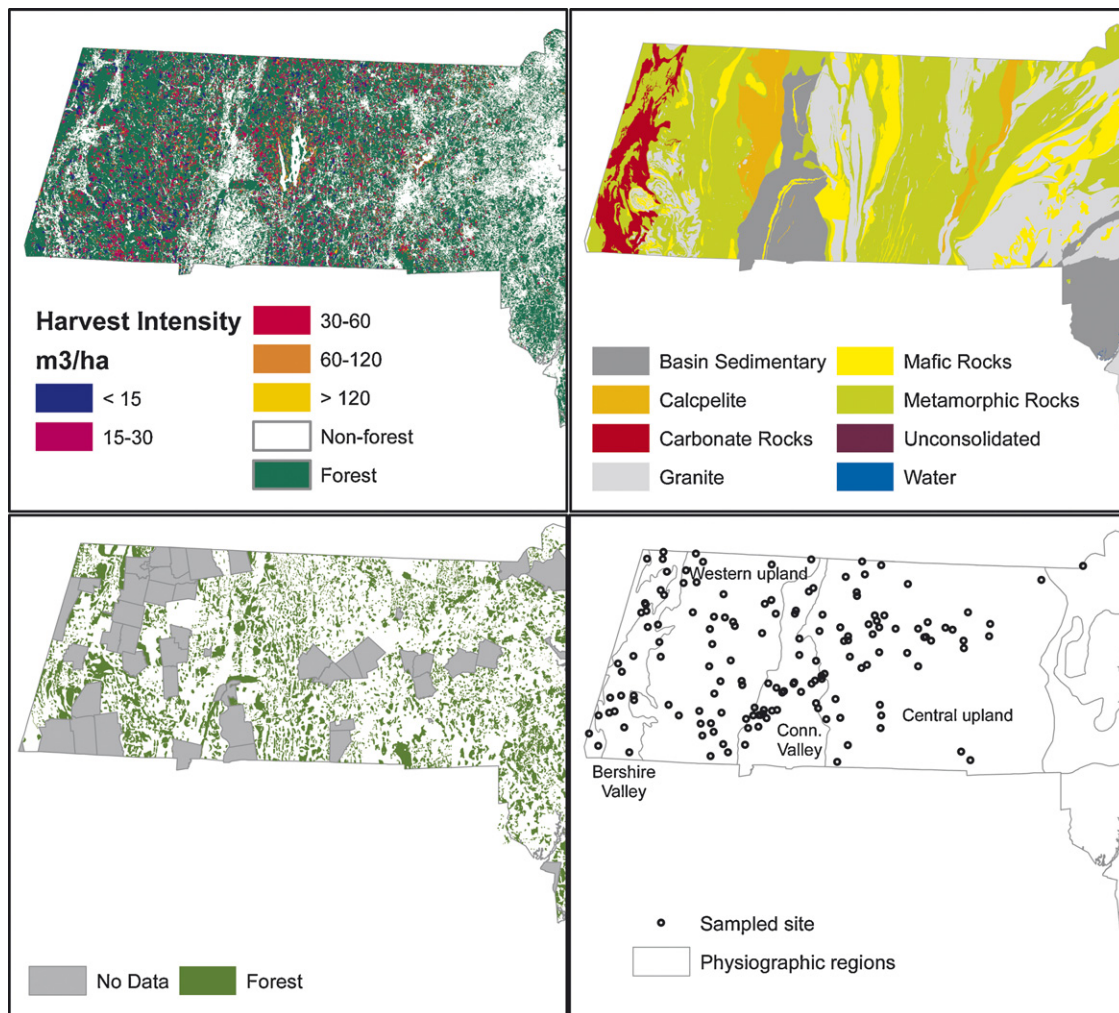 Harvest Intensity
m3/ha
< 15
15-30
30-60
60-120
> 120
Non-forest
Forest
Basin Sedimentary
Calcpelite
Carbonate Rocks
Granite
Mafic Rocks
Metamorphic Rocks
Unconsolidated
Water
No Data
Forest
Western upland
Central upland
Conn.
Valley
Bershire
Valley
Sampled site
Physiographic regions